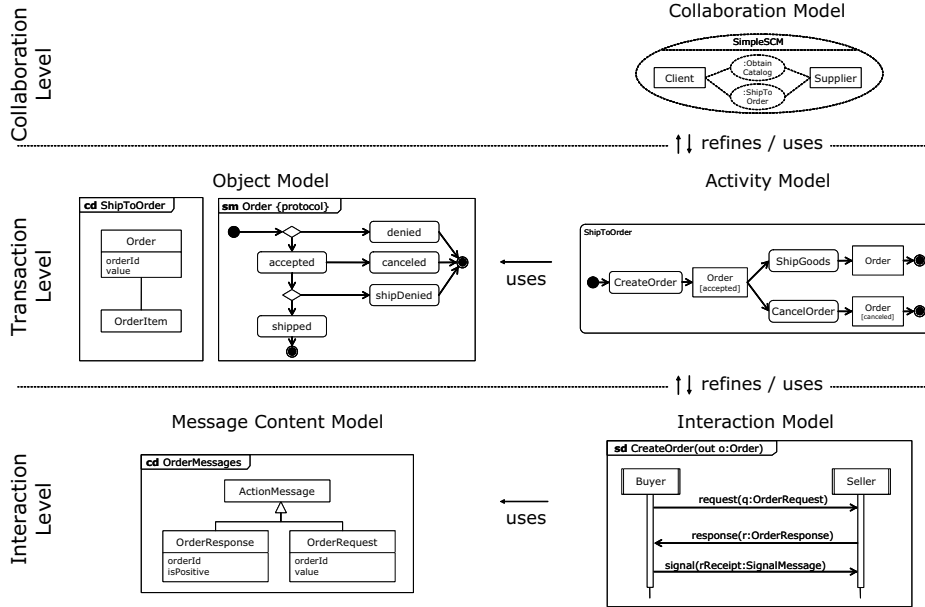 Collaboration Level
Collaboration Model
SimpleSCM
Client
:Obtain
Catalog
Supplier
:ShipTo
Order
refines / uses
Transaction Level
Object Model
cd ShipToOrder
Order
orderId
value
OrderItem
sm Order {protocol}
denied
accepted
canceled
shipDenied
shipped
uses
Activity Model
ShipToOrder
CreateOrder
Order
[accepted]
ShipGoods
Order
CancelOrder
Order
[canceled]
refines / uses
Interaction Level
Message Content Model
cd OrderMessages
ActionMessage
OrderResponse
orderId
isPositive
OrderRequest
orderId
value
uses
Interaction Model
sd CreateOrder(out o:Order)
Buyer
Seller
request(q:OrderRequest)
response(r:OrderResponse)
signal(rReceipt:SignalMessage)